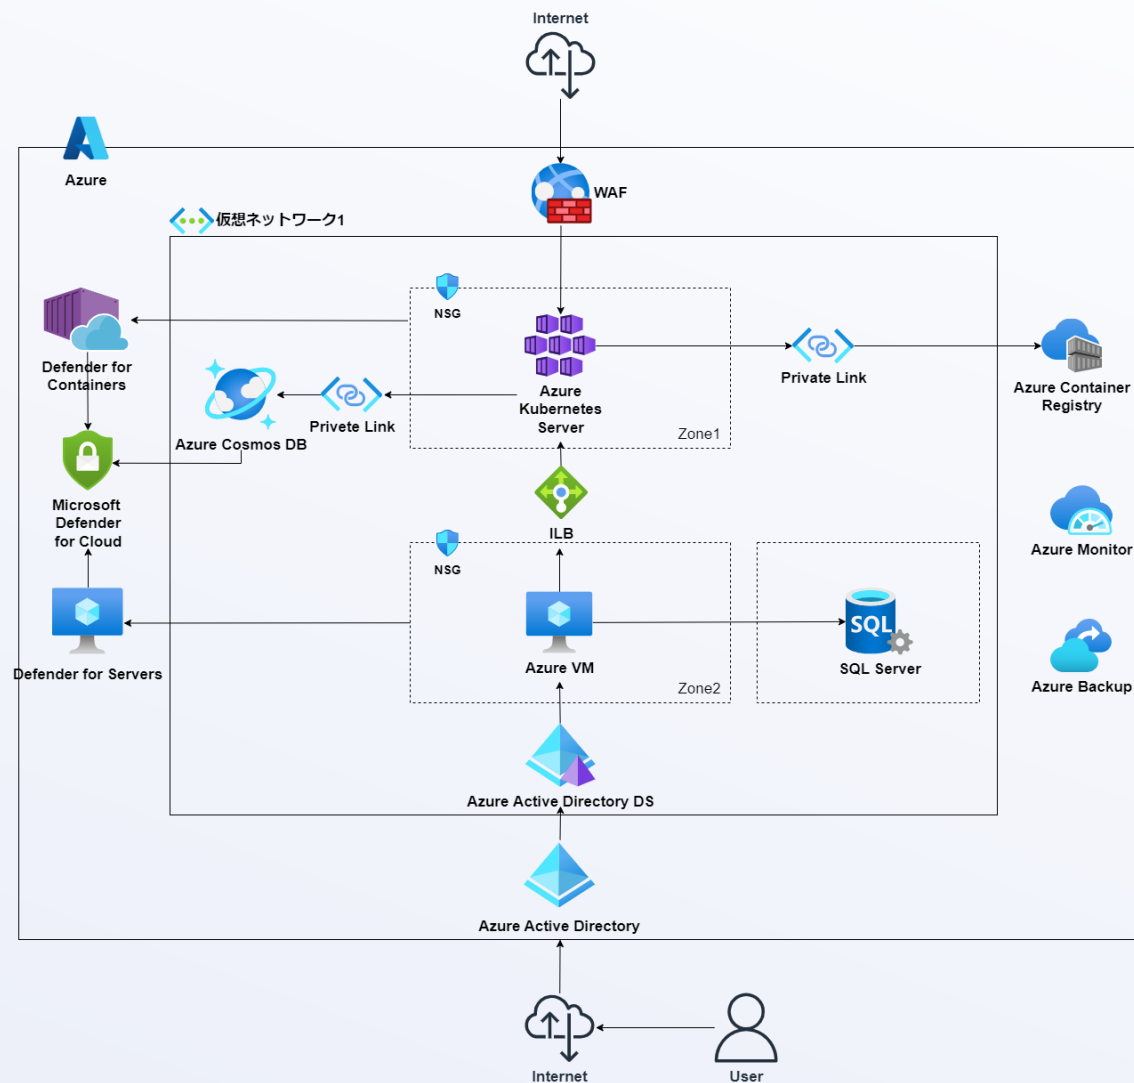 Internet
Azure
WAF
仮想ネットワーク1
NSG
Defender for
Containers
Azure
Kubernetes
Server
Private Link
Azure Container
Registry
Privete Link
Azure Cosmos DB
Zone1
Microsoft
Defender
for Cloud
ILB
Azure Monitor
NSG
SQL
Defender for Servers
Azure VM
SQL Server
Zone2
Azure Backup
Azure Active Directory DS
Azure Active Directory
Internet
User